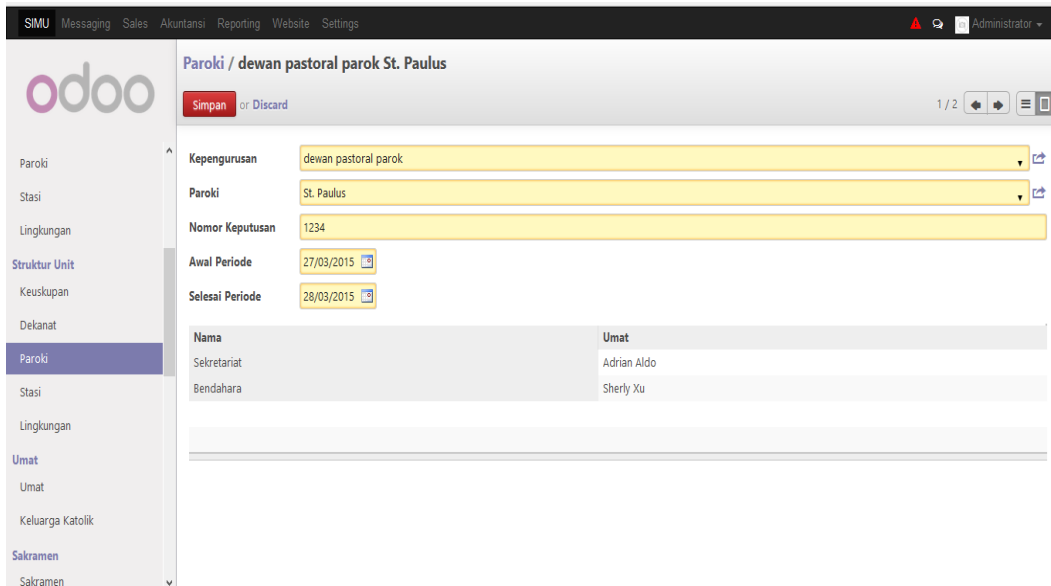 SIMU Messaging Sales Akuntansi Reporting Website Settings Administrator
odoo
Paroki / dewan pastoral parok St. Paulus
Simpan or Discard 1 / 2
Paroki
Stasi
Lingkungan
Struktur Unit
Keuskupan
Dekanat
Paroki
Stasi
Lingkungan
Umat
Umat
Keluarga Katolik
Sakramen
Sakramen
Kepengurusan dewan pastoral parok
Paroki St. Paulus
Nomor Keputusan 1234
Awal Periode 27/03/2015
Selesai Periode 28/03/2015
Nama Umat
Sekretariat Adrian Aldo
Bendahara Sherly Xu